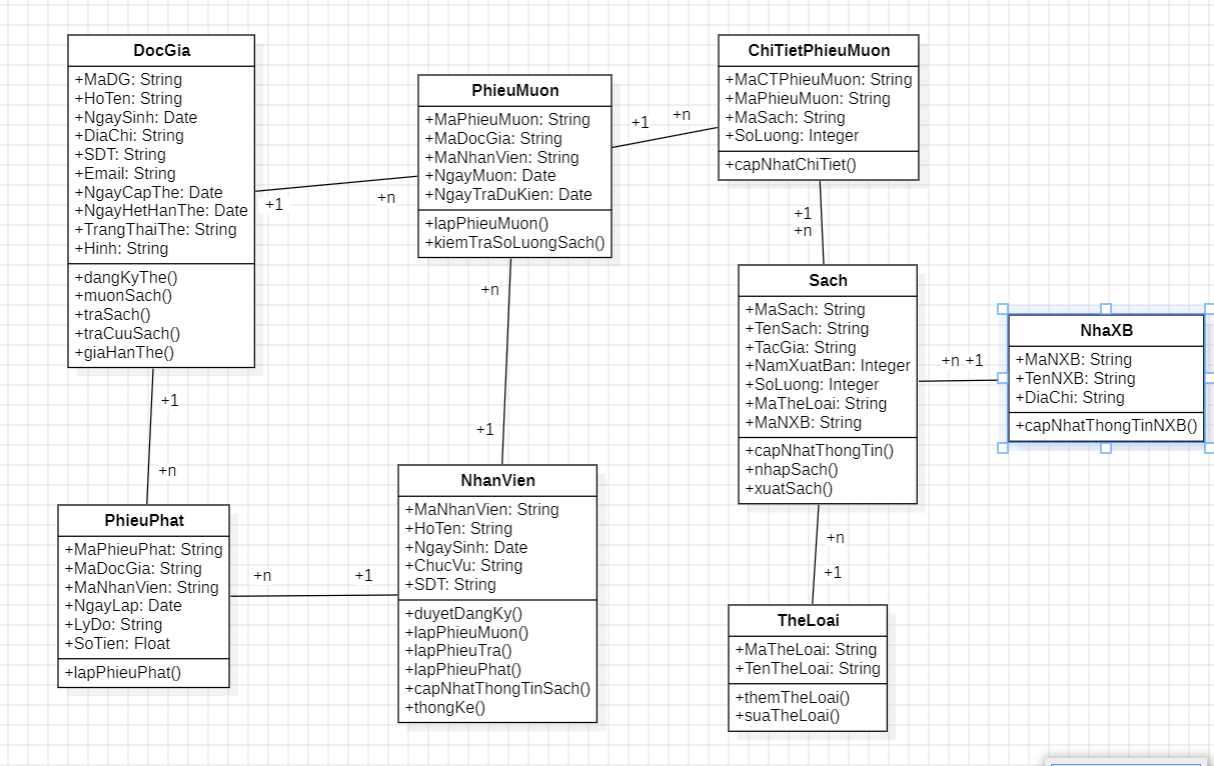 DocGia
+MaDG: String
+HoTen: String
+NgaySinh: Date
+DiaChi: String
+SDT: String
+Email: String
+NgayCapThe: Date
+NgayHetHanThe: Date
+TrangThaiThe: String
+Hinh: String
+dangKyThe()
+muonSach()
+traSach()
+traCuuSach()
+giaHanThe()
+1
+n
PhieuMuon
+MaPhieuMuon: String
+MaDocGia: String
+MaNhanVien: String
+NgayMuon: Date
+NgayTraDuKien: Date
+lapPhieuMuon()
+kiemTraSoLuongSach()
+1
+n
ChiTietPhieuMuon
+MaCTPhieuMuon: String
+MaPhieuMuon: String
+MaSach: String
+SoLuong: Integer
+capNhatChiTiet()
+1
+n
Sach
+MaSach: String
+TenSach: String
+TacGia: String
+NamXuatBan: Integer
+SoLuong: Integer
+MaTheLoai: String
+MaNXB: String
+capNhatThongTin()
+nhapSach()
+xuatSach()
+n +1
NhaXB
+MaNXB: String
+TenNXB: String
+DiaChi: String
+capNhatThongTinNXB()
+1
+n
PhieuPhat
+MaPhieuPhat: String
+MaDocGia: String
+MaNhanVien: String
+NgayLap: Date
+LyDo: String
+SoTien: Float
+lapPhieuPhat()
+n
+1
+n
+1
NhanVien
+MaNhanVien: String
+HoTen: String
+NgaySinh: Date
+ChucVu: String
+SDT: String
+duyetDangKy()
+lapPhieuMuon()
+lapPhieuTra()
+lapPhieuPhat()
+capNhatThongTinSach()
+thongKe()
+n
+1
TheLoai
+MaTheLoai: String
+TenTheLoai: String
+themTheLoai()
+suaTheLoai()